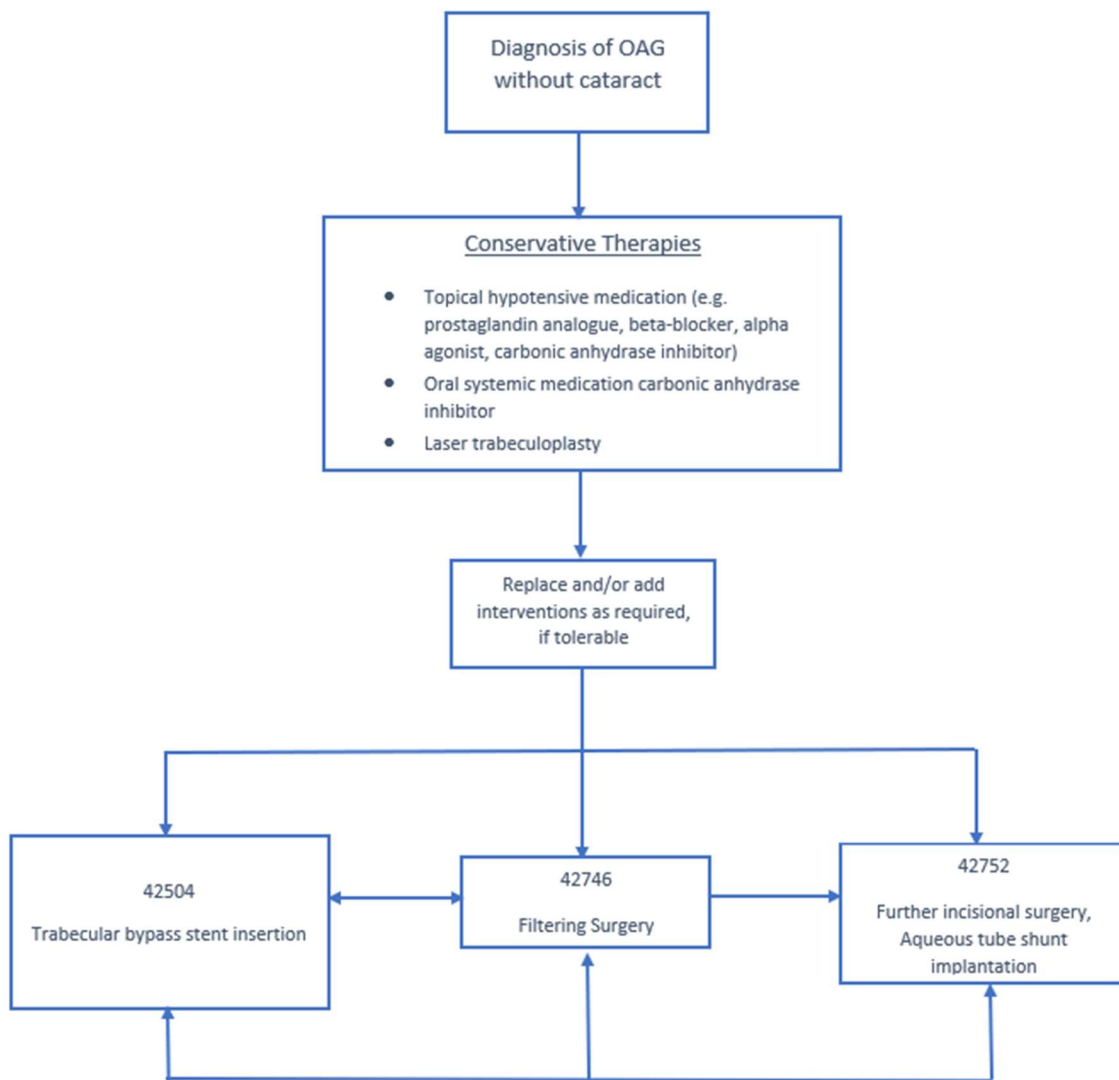 Diagnosis of OAG
without cataract
Conservative Therapies
• Topical hypotensive medication (e.g.
prostaglandin analogue, beta-blocker, alpha
agonist, carbonic anhydrase inhibitor)
• Oral systemic medication carbonic anhydrase
inhibitor
• Laser trabeculoplasty
Replace and/or add
interventions as required,
if tolerable
42504
Trabecular bypass stent insertion
42746
Filtering Surgery
42752
Further incisional surgery,
Aqueous tube shunt
implantation